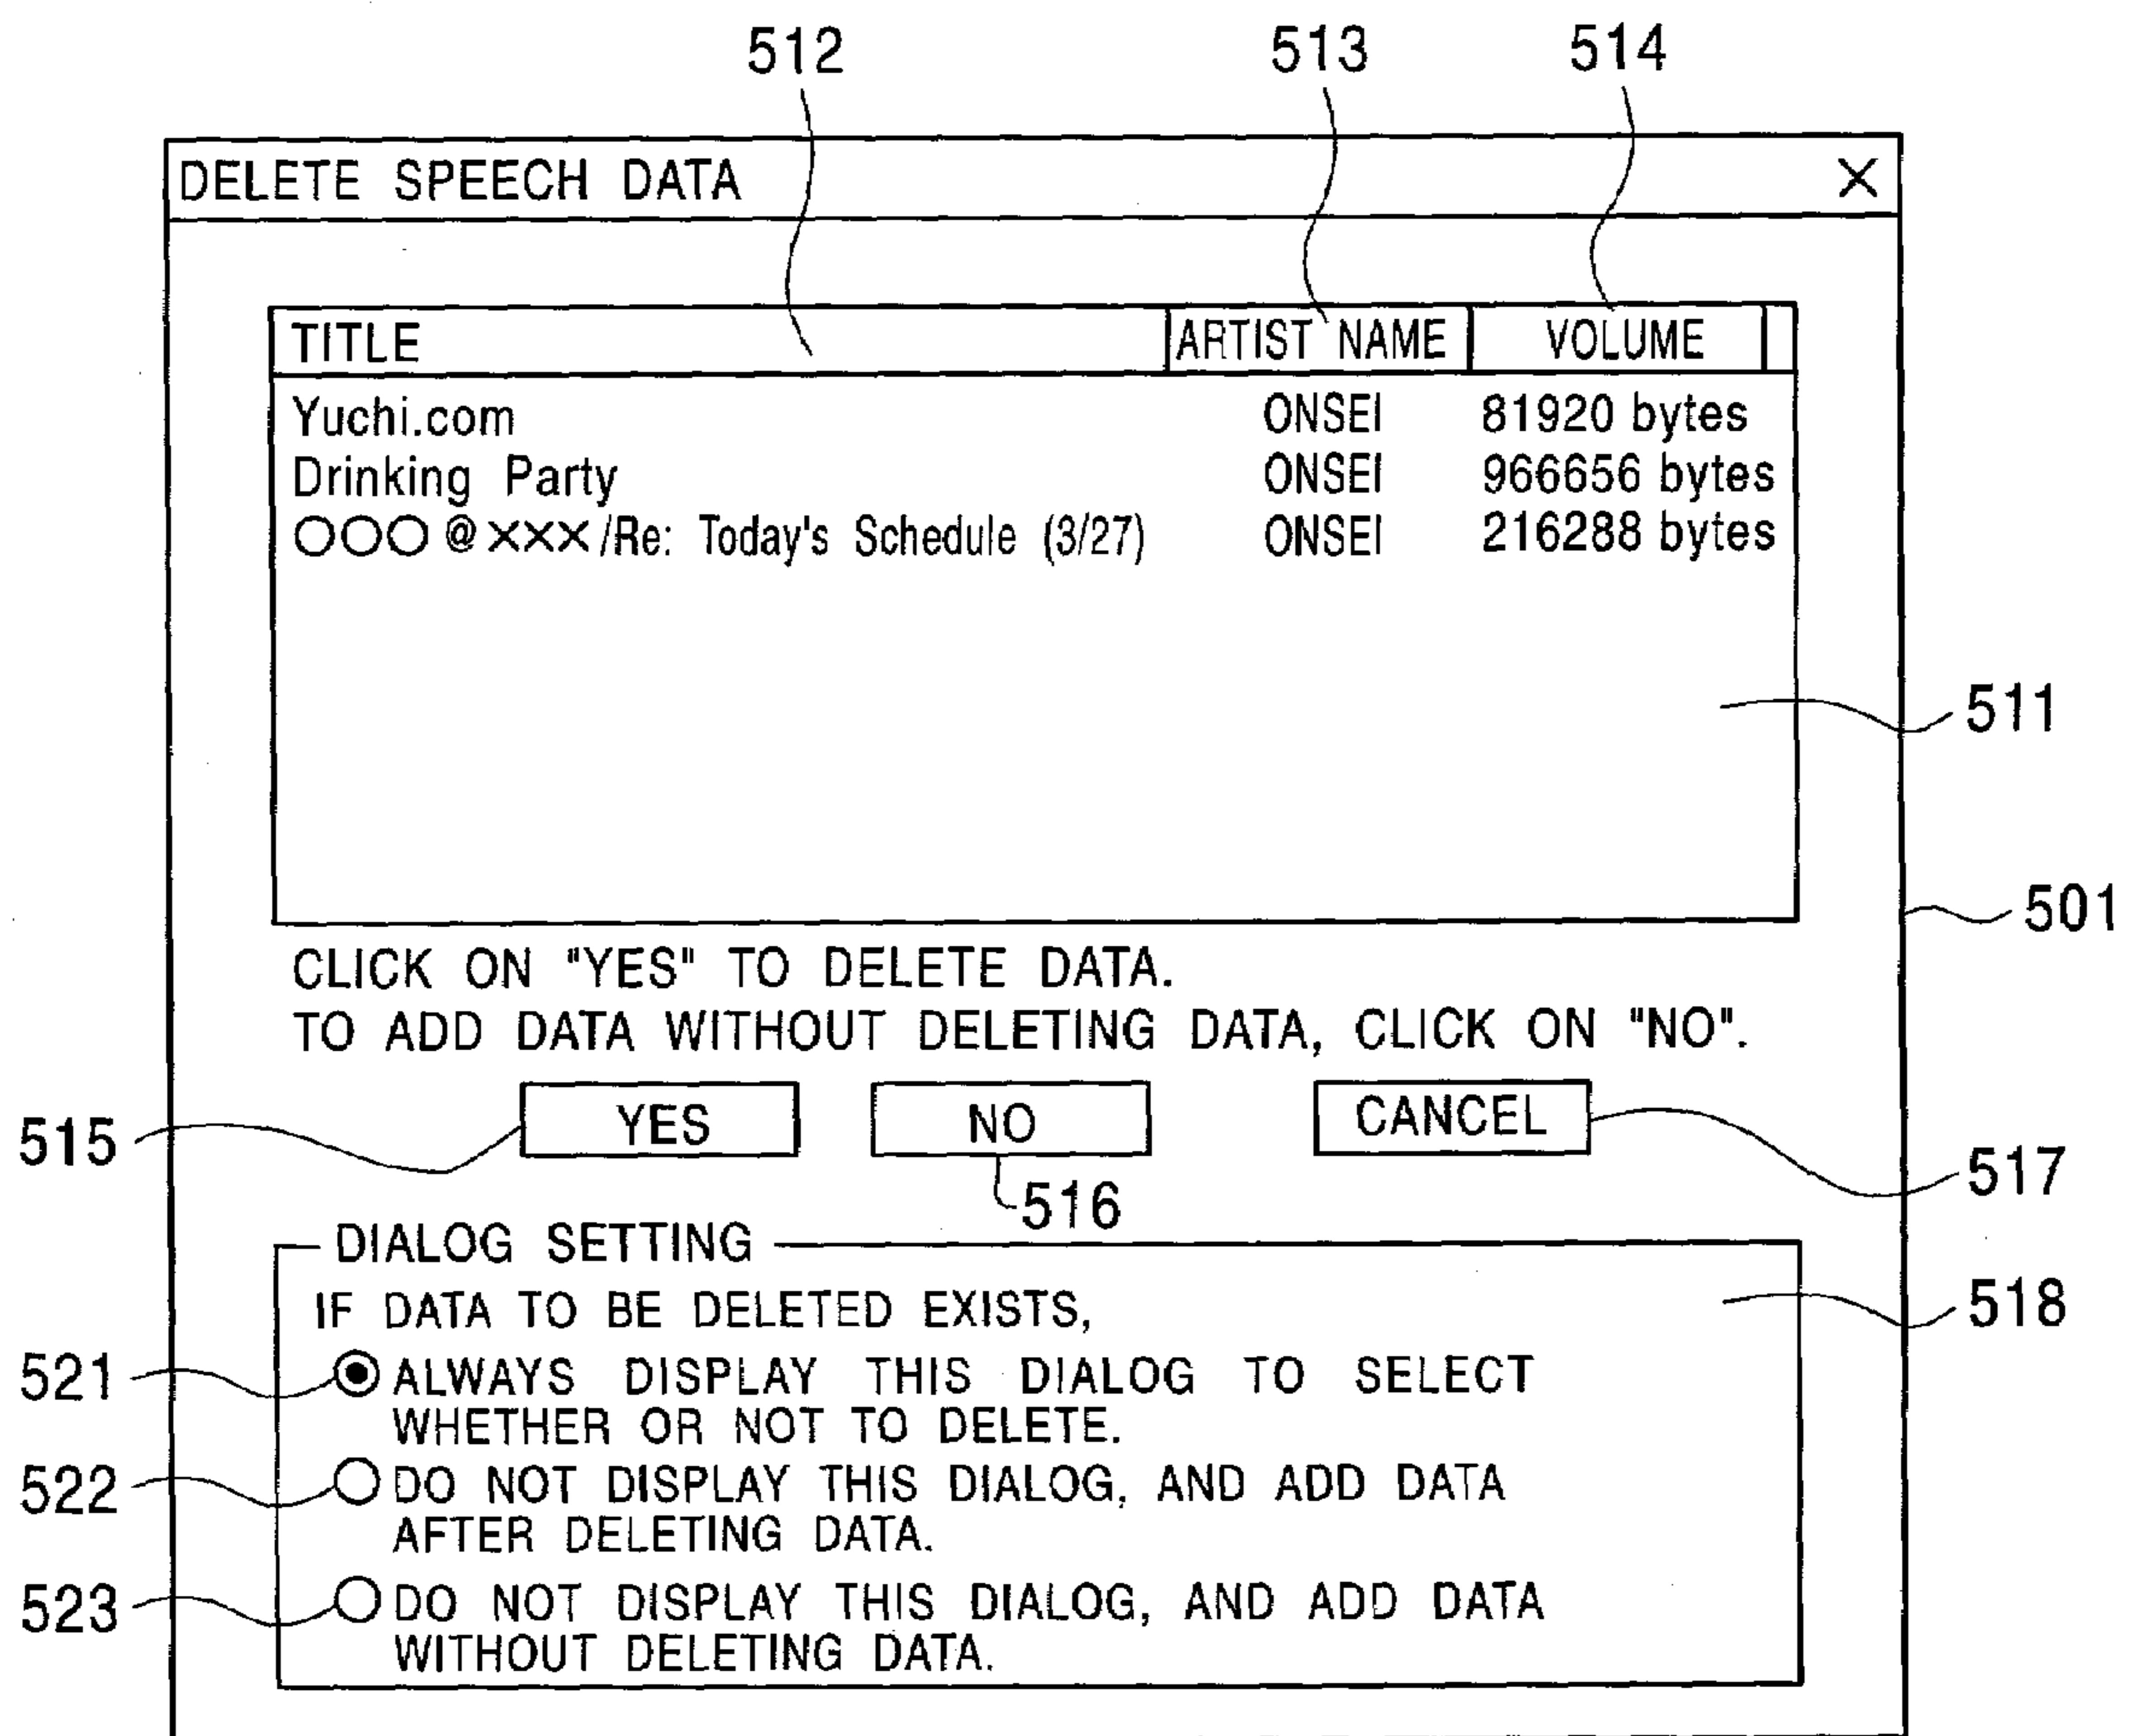 512 513 514
DELETE SPEECH DATA ×
TITLE ARTIST NAME VOLUME
Yuchi.com ONSEI 81920 bytes
Drinking Party ONSEI 966656 bytes
○○○@×××/Re: Today's Schedule (3/27) ONSEI 216288 bytes
511
501
CLICK ON "YES" TO DELETE DATA.
TO ADD DATA WITHOUT DELETING DATA, CLICK ON "NO".
515 YES NO CANCEL
517
516
DIALOG SETTING
518
IF DATA TO BE DELETED EXISTS,
521 ALWAYS DISPLAY THIS DIALOG TO SELECT
WHETHER OR NOT TO DELETE.
522 DO NOT DISPLAY THIS DIALOG, AND ADD DATA
AFTER DELETING DATA.
523 DO NOT DISPLAY THIS DIALOG, AND ADD DATA
WITHOUT DELETING DATA.